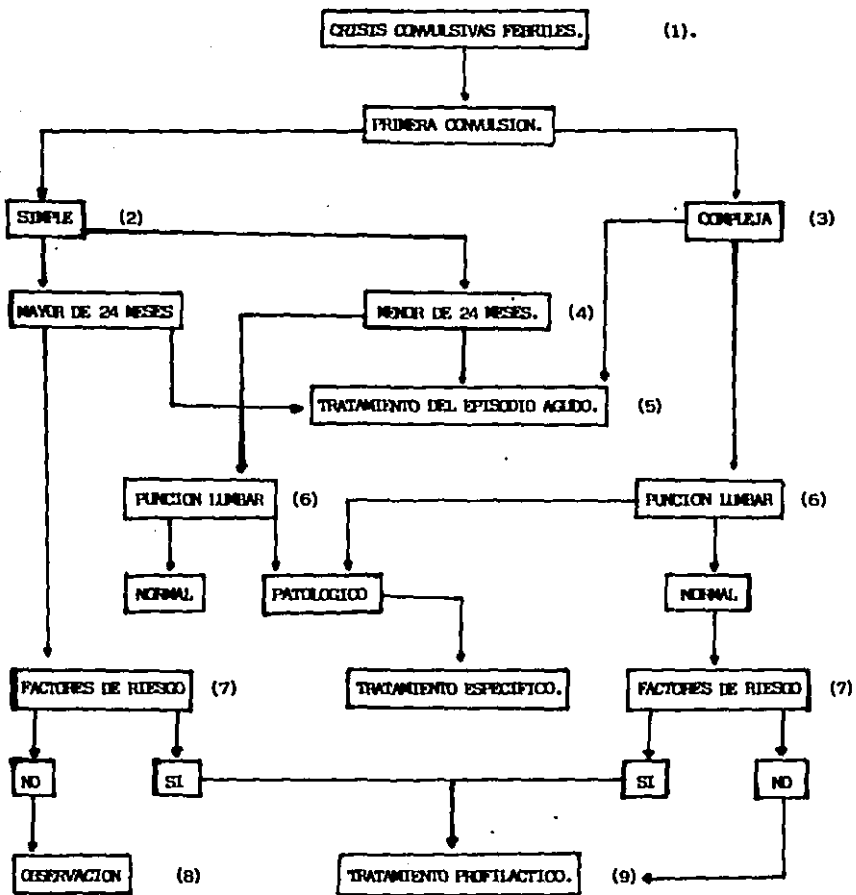 CRISIS CONVULSIVAS FEBRILES. (1).
PRIMERA CONVULSION.
SIMPLE (2)
COMPLEJA (3)
MAYOR DE 24 MESES
MENOR DE 24 MESES. (4)
TRATAMIENTO DEL EPISODIO AGUDO. (5)
PUNCION LUMBAR (6)
PUNCION LUMBAR (6)
NORMAL
PATOLOGICO
NORMAL
FACTORES DE RIESGO (7)
TRATAMIENTO ESPECIFICO.
FACTORES DE RIESGO (7)
NO
SI
SI
NO
OBSERVACION (8)
TRATAMIENTO PROFILACTICO. (9)